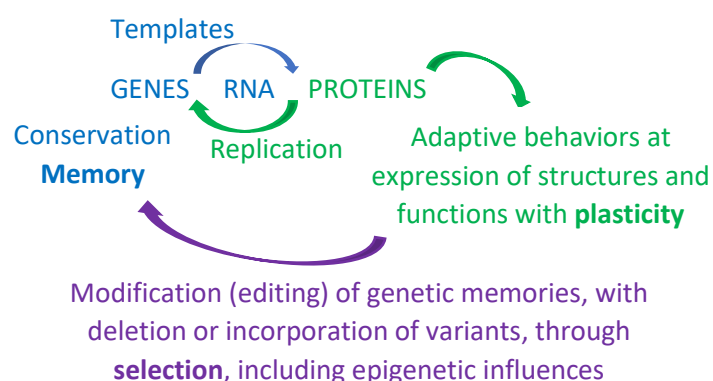 Templates
GENES RNA PROTEINS
Replication
Conservation
Memory
Adaptive behaviors at
expression of structures and
functions with plasticity
Modification (editing) of genetic memories, with
deletion or incorporation of variants, through
selection, including epigenetic influences